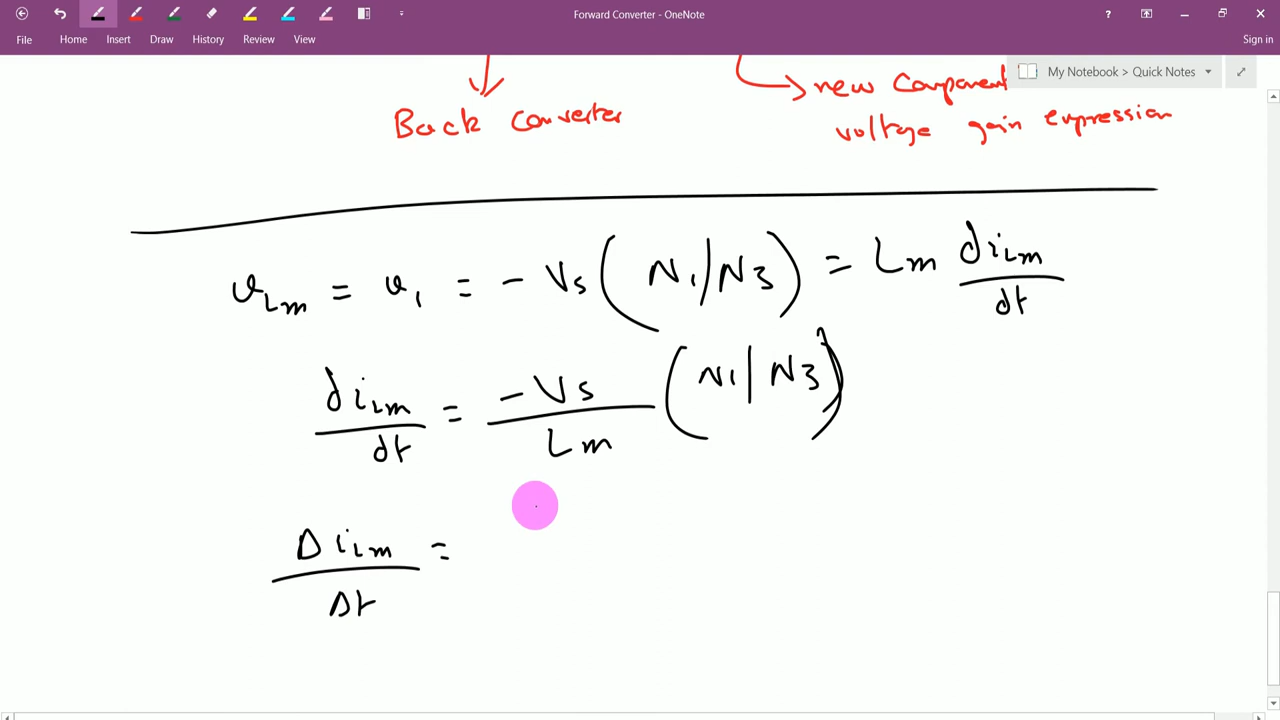 Forward Converter - OneNote
?
File Home Insert Draw History Review View
Sign in
My Notebook > Quick Notes
Back converter
new component
voltage gain expression
v_Lm = v_1 = - Vs ( N1/N3 ) = Lm di_Lm/dt
di_Lm/dt = -Vs/Lm ( N1/N3 )
Δi_Lm/Δt =